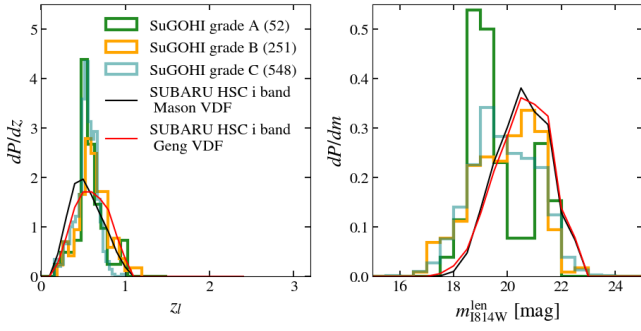 SuGOHI grade A (52)
SuGOHI grade B (251)
SuGOHI grade C (548)
SUBARU HSC i band
Mason VDF
SUBARU HSC i band
Geng VDF
dP/dz
5
4
3
2
1
0
0
1
2
3
z_l
dP/dm
0.5
0.4
0.3
0.2
0.1
0.0
16
18
20
22
24
m^len_I814W [mag]